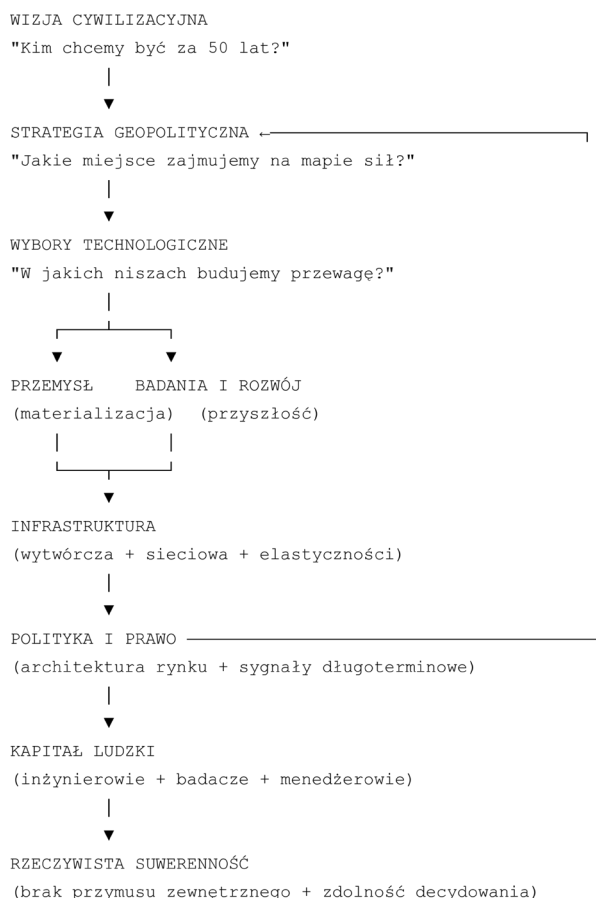 WIZJA CYWILIZACYJNA
"Kim chcemy być za 50 lat?"
STRATEGIA GEOPOLITYCZNA
"Jakie miejsce zajmujemy na mapie sił?"
WYBORY TECHNOLOGICZNE
"W jakich niszach budujemy przewagę?"
PRZEMYSŁ BADANIA I ROZWÓJ
(materializacja) (przyszłość)
INFRASTRUKTURA
(wytwórcza + sieciowa + elastyczności)
POLITYKA I PRAWO
(architektura rynku + sygnały długoterminowe)
KAPITAŁ LUDZKI
(inżynierowie + badacze + menedżerowie)
RZECZYWISTA SUWERENNOŚĆ
(brak przymusu zewnętrznego + zdolność decydowania)